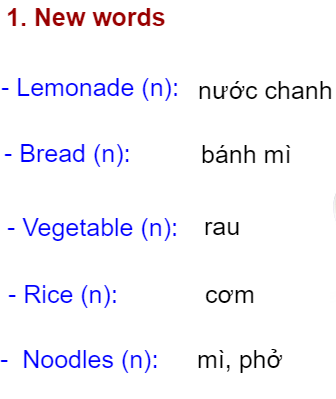 1. New words
- Lemonade (n): nước chanh
- Bread (n): bánh mì
- Vegetable (n): rau
- Rice (n): cơm
- Noodles (n): mì, phở